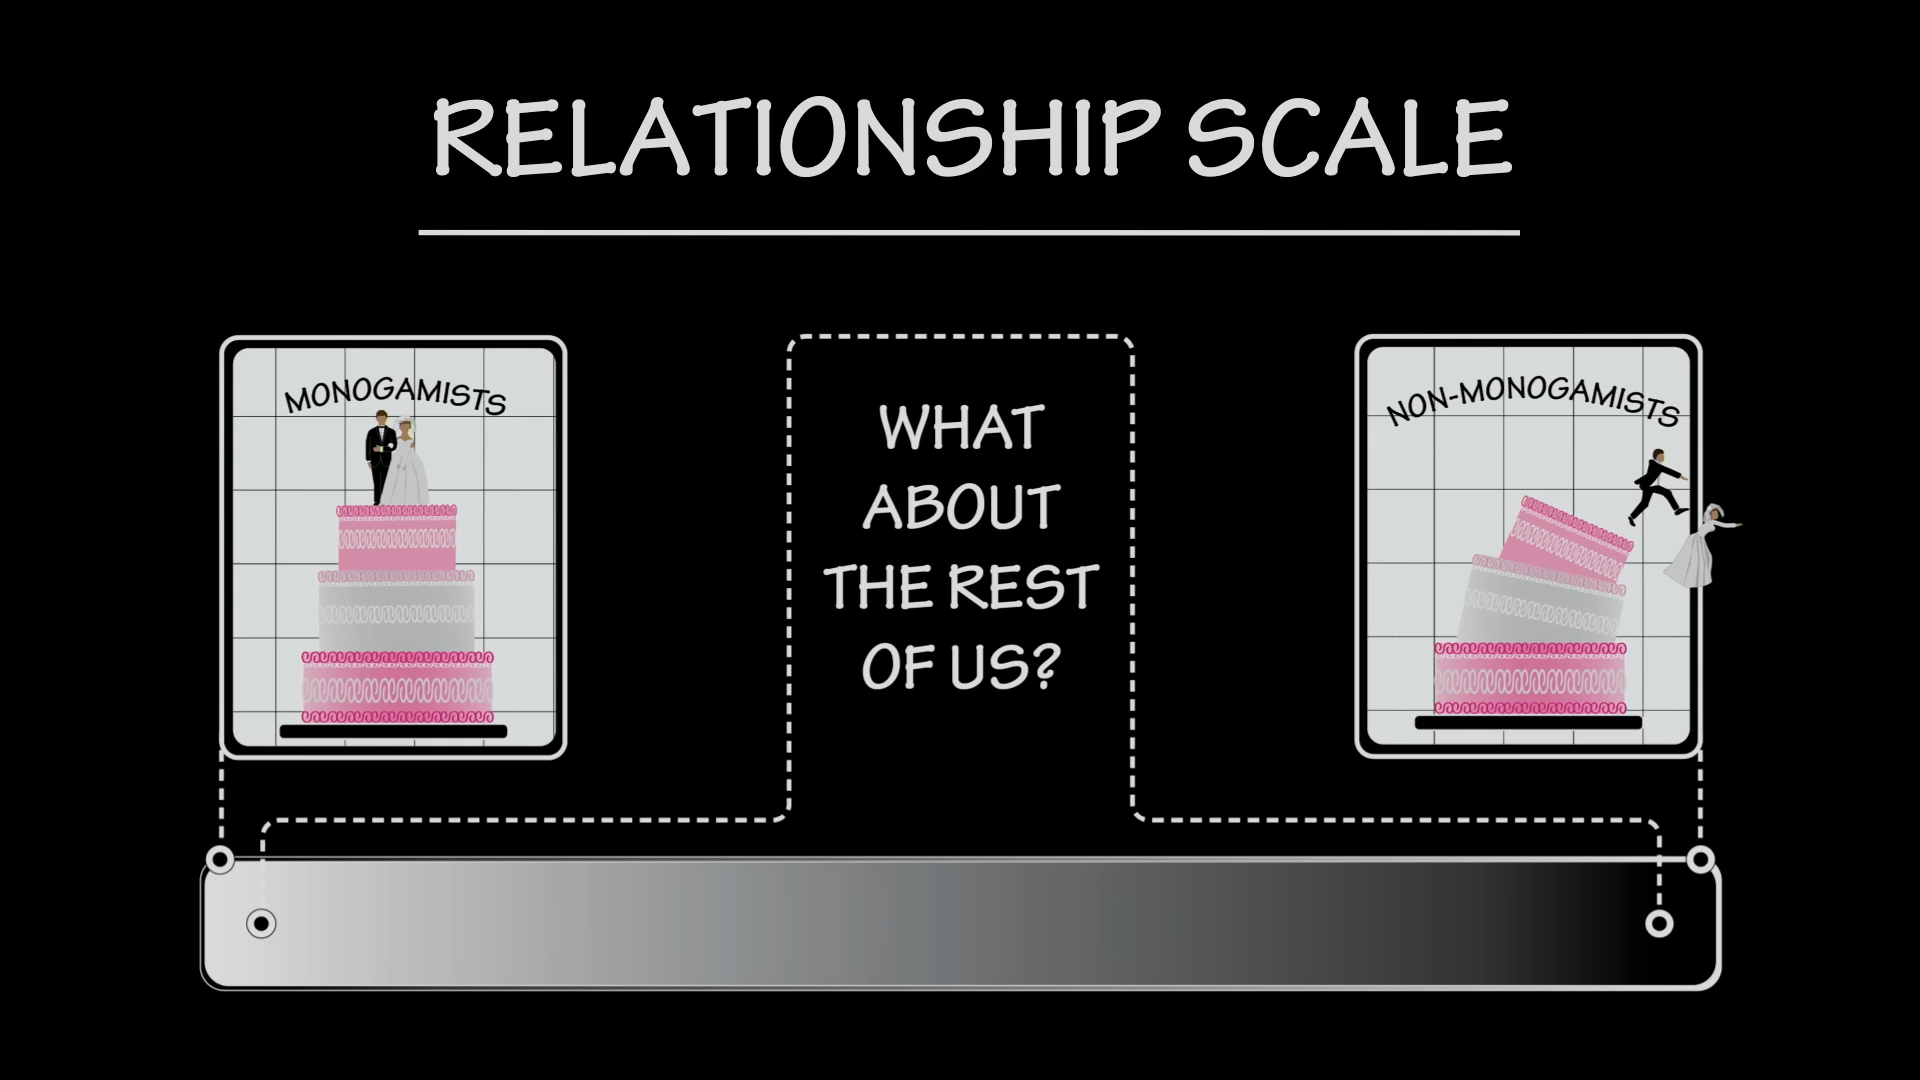 RELATIONSHIP SCALE
MONOGAMISTS
WHAT
ABOUT
THE REST
OF US?
NON-MONOGAMISTS